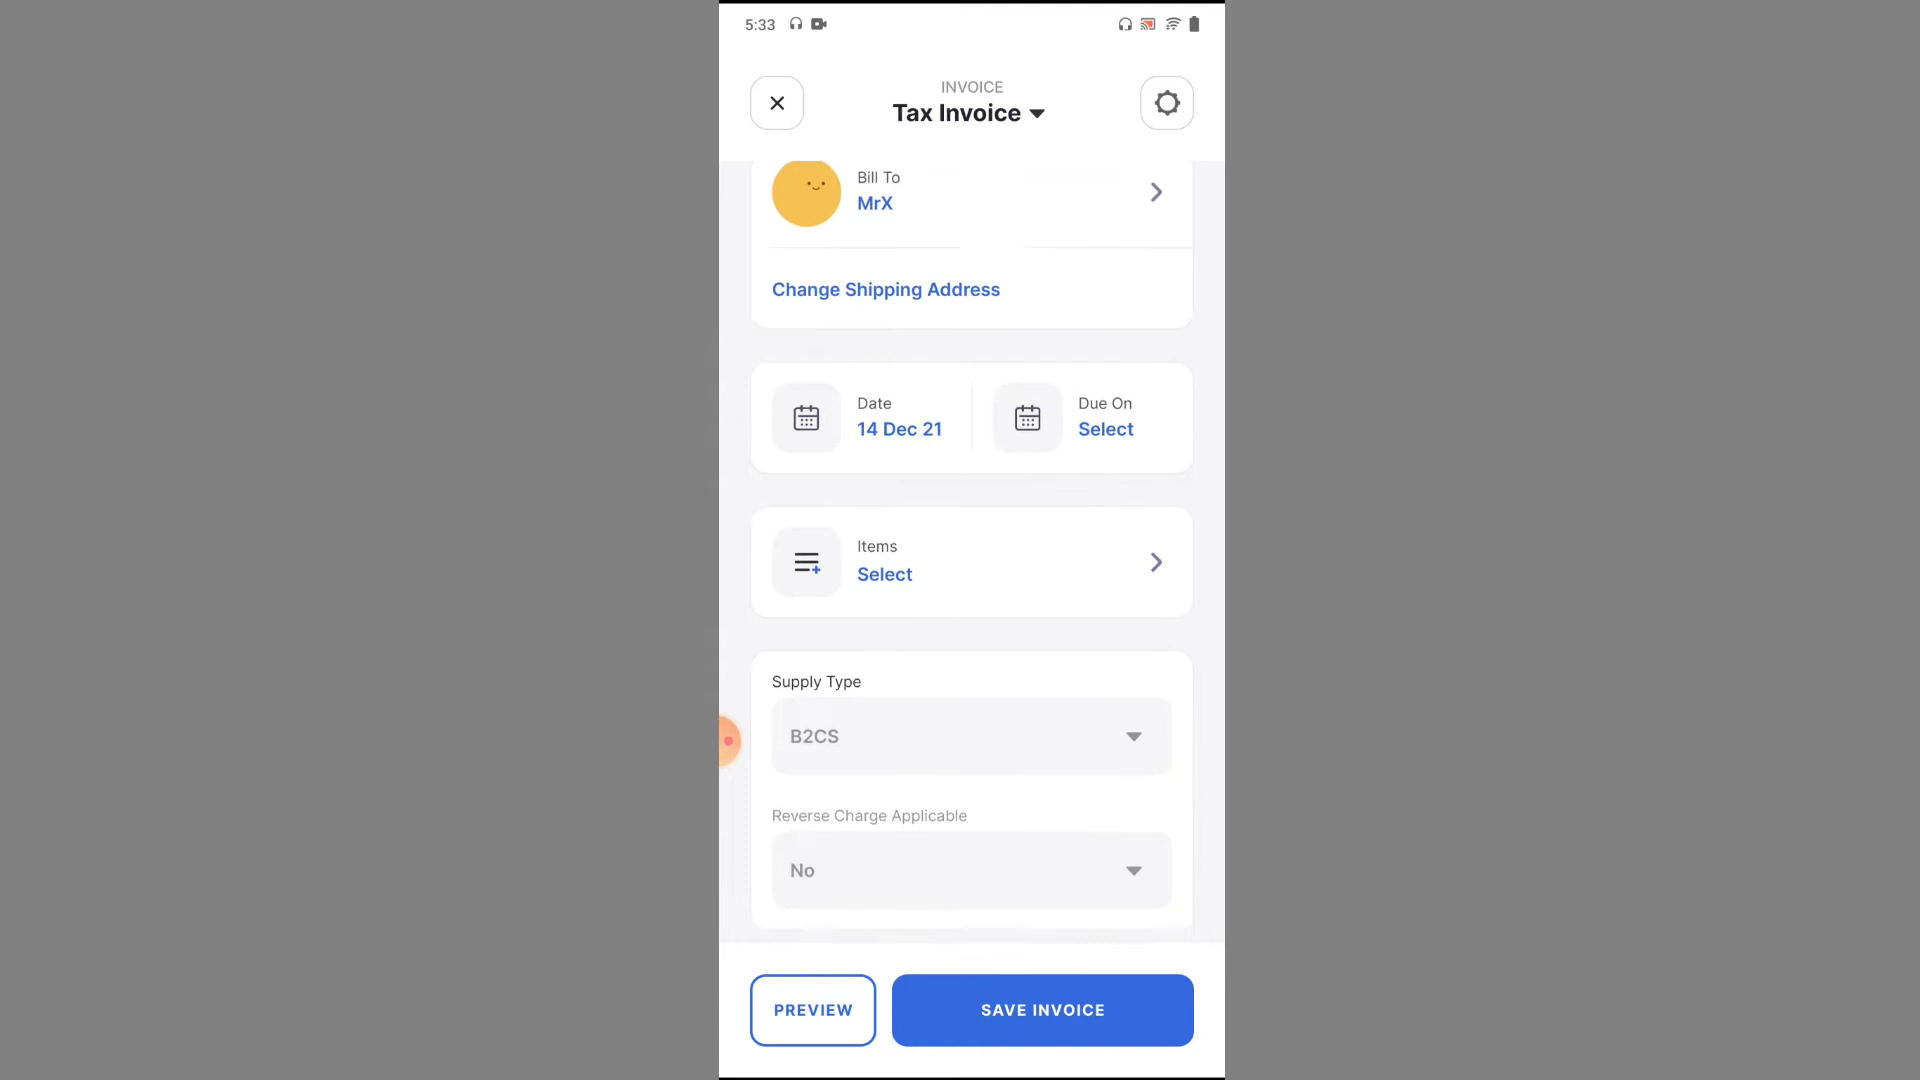 5:33
INVOICE
Tax Invoice
Bill To
MrX
Change Shipping Address
Date
14 Dec 21
Due On
Select
Items
Select
Supply Type
B2CS
Reverse Charge Applicable
No
PREVIEW
SAVE INVOICE